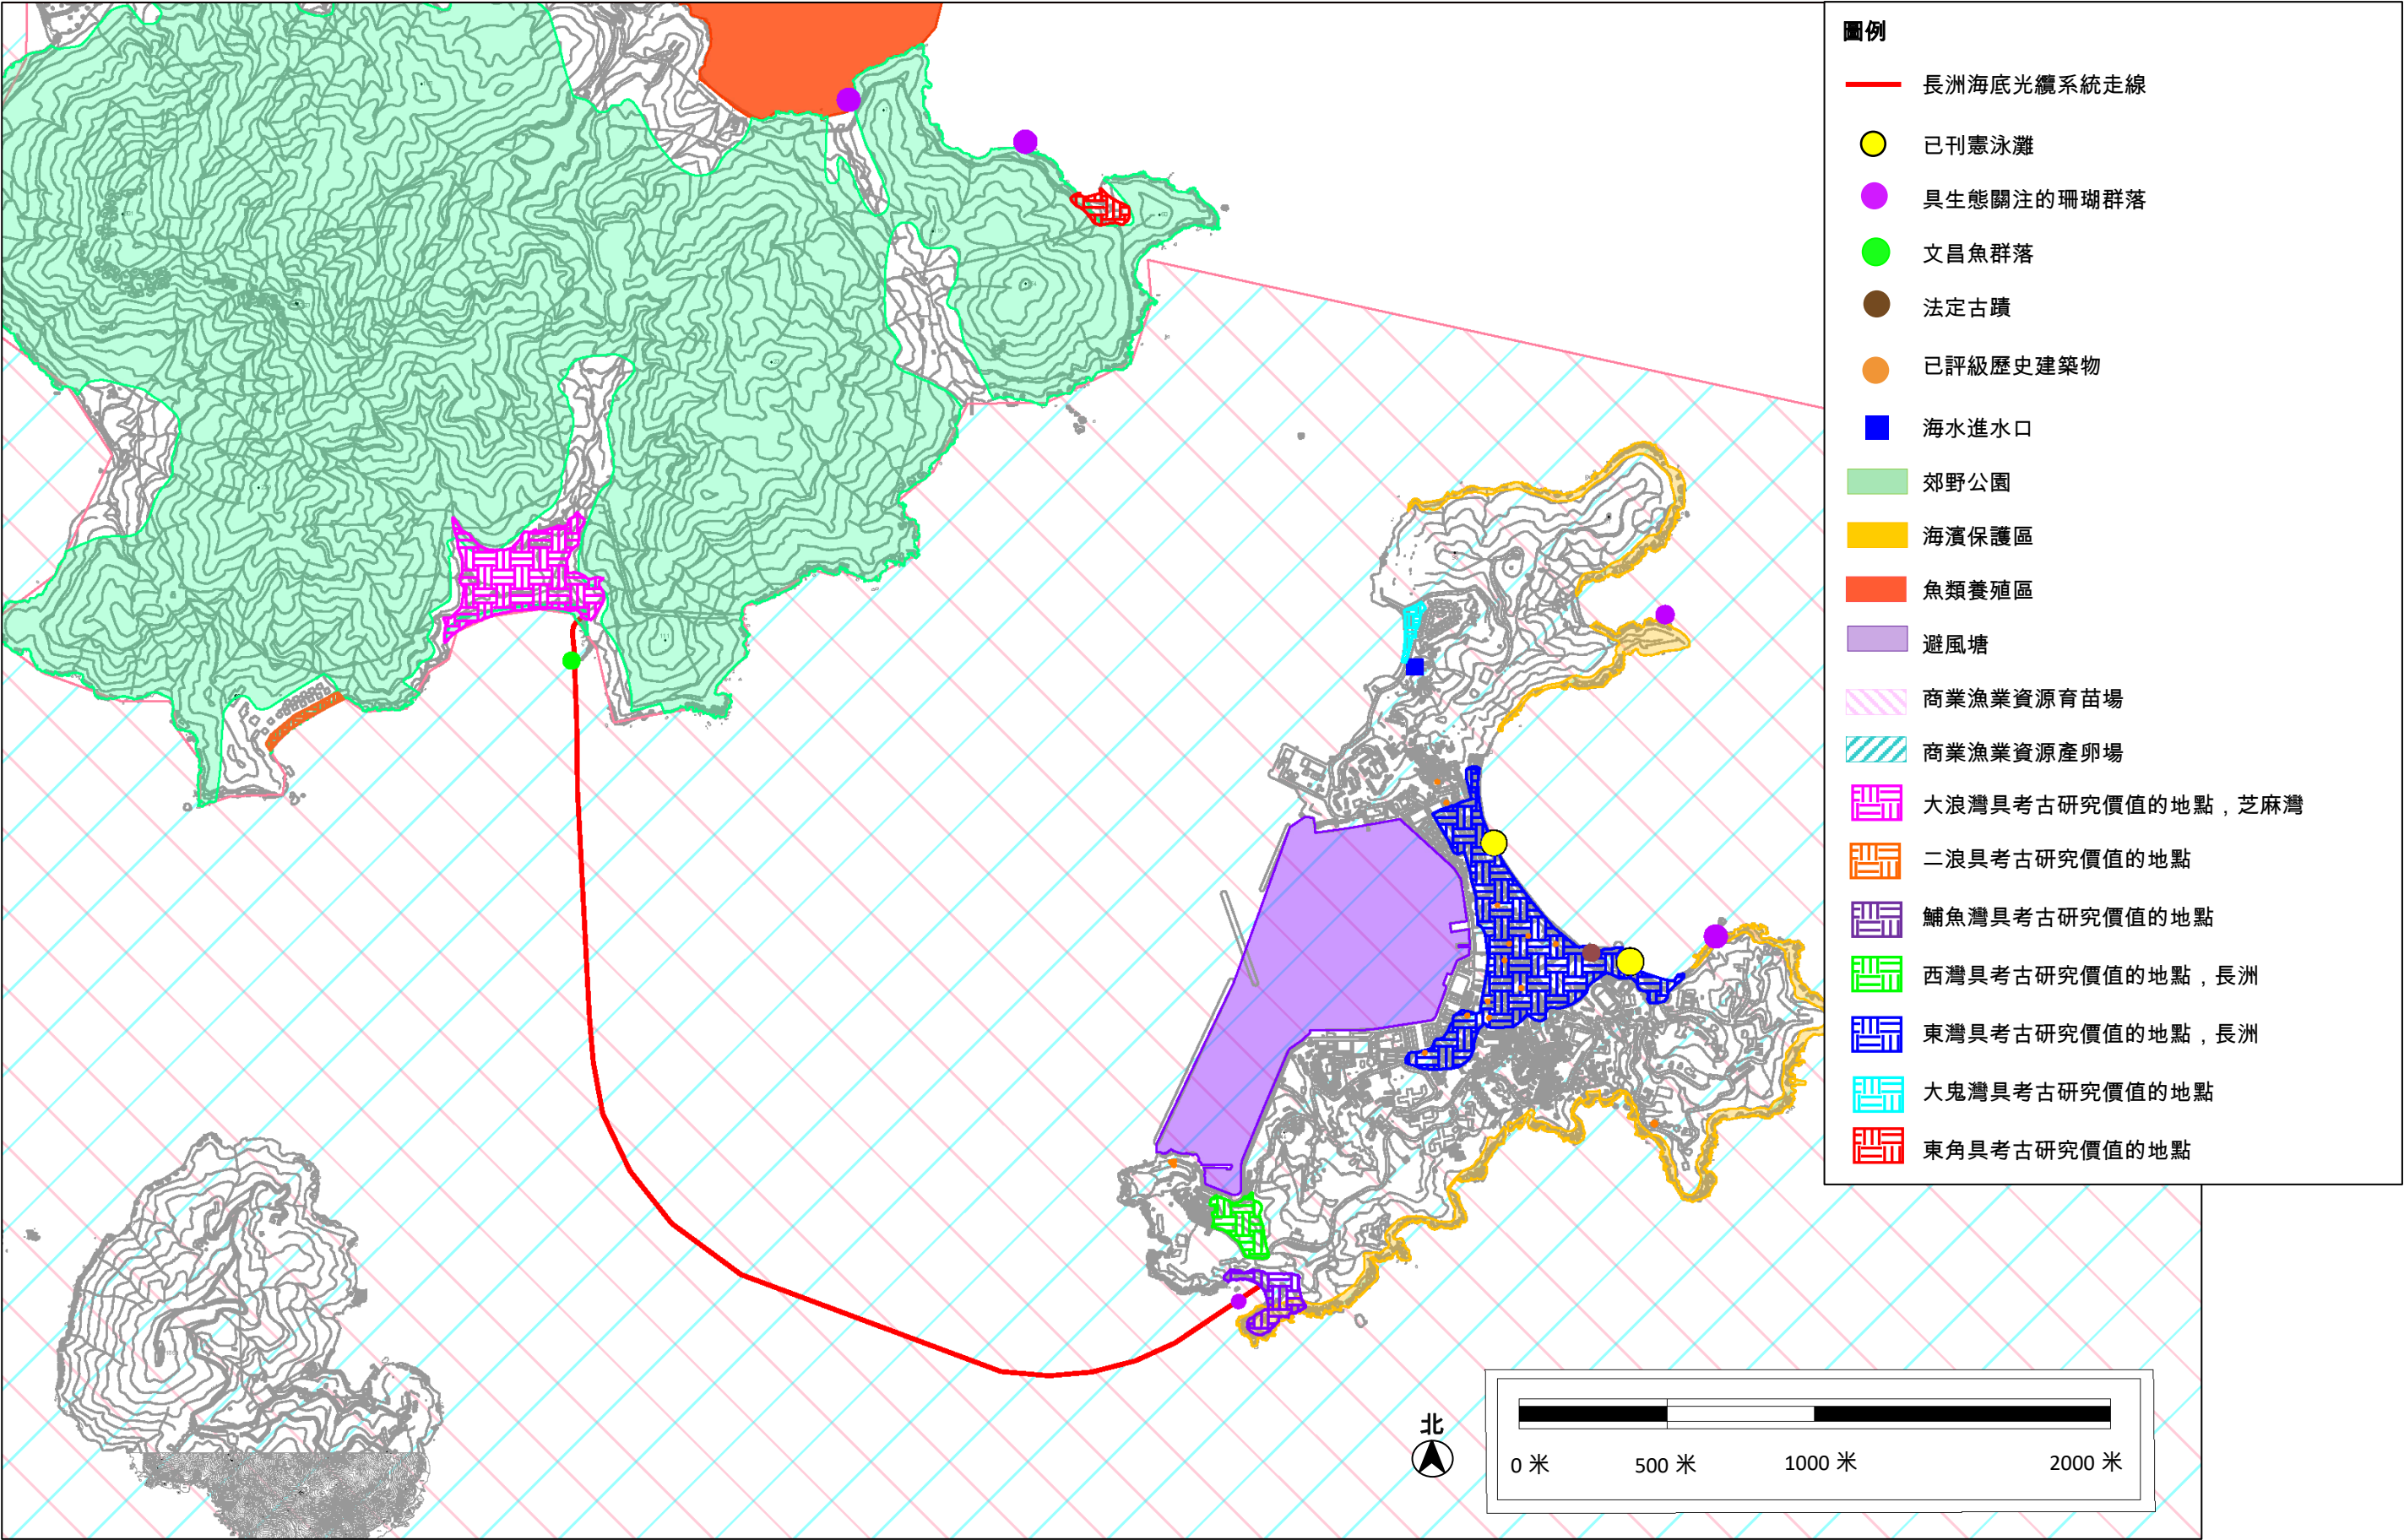 圖例
長洲海底光纜系統走線
已刊憲泳灘
具生態關注的珊瑚群落
文昌魚群落
法定古蹟
已評級歷史建築物
海水進水口
郊野公園
海濱保護區
魚類養殖區
避風塘
商業漁業資源育苗場
商業漁業資源產卵場
大浪灣具考古研究價值的地點，芝麻灣
二浪具考古研究價值的地點
鯆魚灣具考古研究價值的地點
西灣具考古研究價值的地點，長洲
東灣具考古研究價值的地點，長洲
大鬼灣具考古研究價值的地點
東角具考古研究價值的地點
北
0 米 500 米 1000 米 2000 米